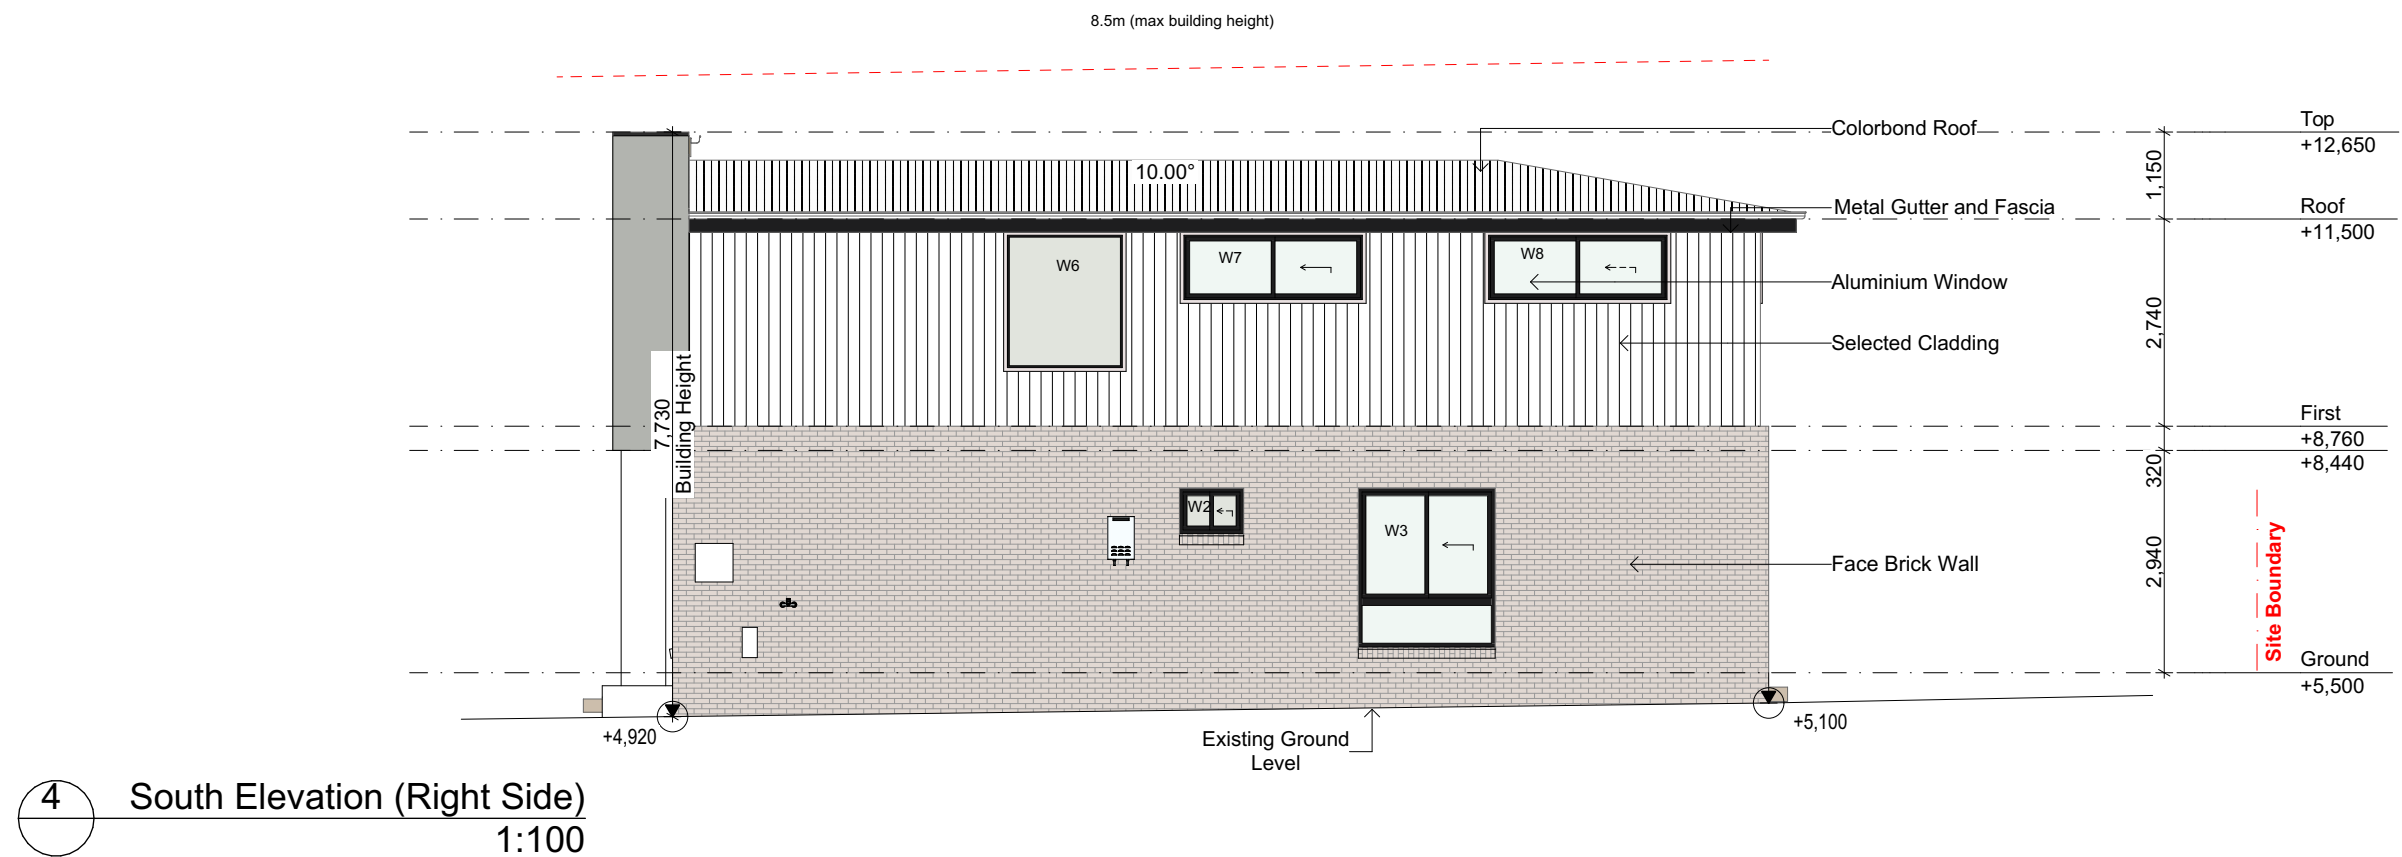 8.5m (max building height)
Colorbond Roof
Top
+12,650
1,150
10.00°
Metal Gutter and Fascia
Roof
+11,500
W6
W7
W8
Aluminium Window
2,740
Selected Cladding
7,730
Building Height
First
+8,760
320
+8,440
W2
W3
Face Brick Wall
2,940
Site Boundary
Ground
+5,500
+4,920
+5,100
Existing Ground
Level
4
South Elevation (Right Side)
1:100